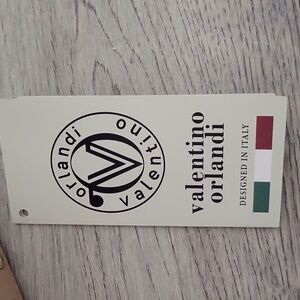 orlandi valentino
V
valentino
orlandi
DESIGNED IN ITALY